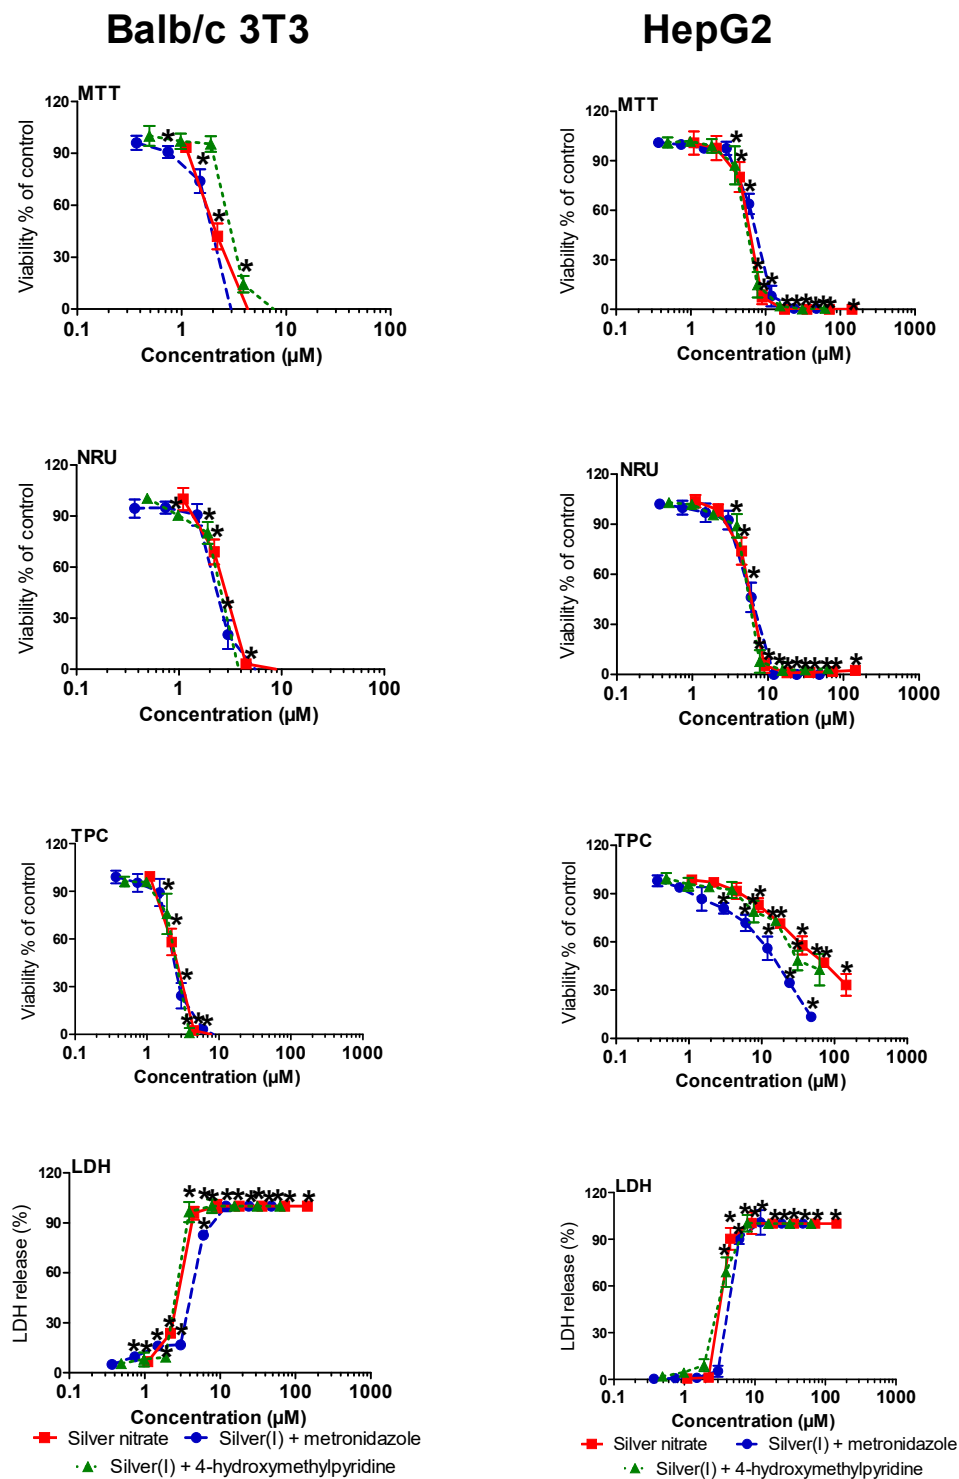 Balb/c 3T3
HepG2
MTT
120
90
60
30
0
Viability % of control
0.1
1
10
100
Concentration (µM)
MTT
120
90
60
30
0
Viability % of control
0.1
1
10
100
1000
Concentration (µM)
NRU
120
90
60
30
0
Viability % of control
0.1
1
10
100
Concentration (µM)
NRU
120
90
60
30
0
Viability % of control
0.1
1
10
100
1000
Concentration (µM)
TPC
120
90
60
30
0
Viability % of control
0.1
1
10
100
1000
Concentration (µM)
TPC
120
90
60
30
0
Viability % of control
0.1
1
10
100
1000
Concentration (µM)
LDH
120
90
60
30
0
LDH release (%)
0.1
1
10
100
1000
Concentration (µM)
Silver nitrate
Silver(I) + metronidazole
Silver(I) + 4-hydroxymethylpyridine
LDH
120
90
60
30
0
LDH release (%)
0.1
1
10
100
1000
Concentration (µM)
Silver nitrate
Silver(I) + metronidazole
Silver(I) + 4-hydroxymethylpyridine